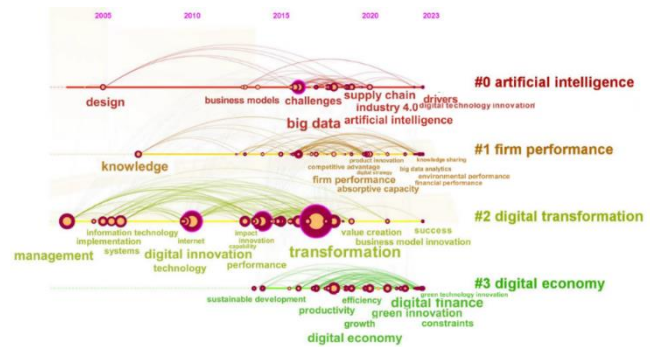 2005 2010 2015 2020 2023
#0 artificial intelligence
design
business models
challenges
supply chain
drivers
industry 4.0
digital technology innovation
big data
artificial intelligence
#1 firm performance
knowledge
product innovation
knowledge sharing
competitive advantage
big data analytics
digital strategy
firm performance
environmental performance
absorptive capacity
financial performance
#2 digital transformation
information technology
impact
value creation
success
implementation
internet
innovation
business model innovation
systems
capability
management
digital innovation
transformation
technology
performance
#3 digital economy
sustainable development
efficiency
digital finance
green technology innovation
productivity
green innovation
growth
constraints
digital economy